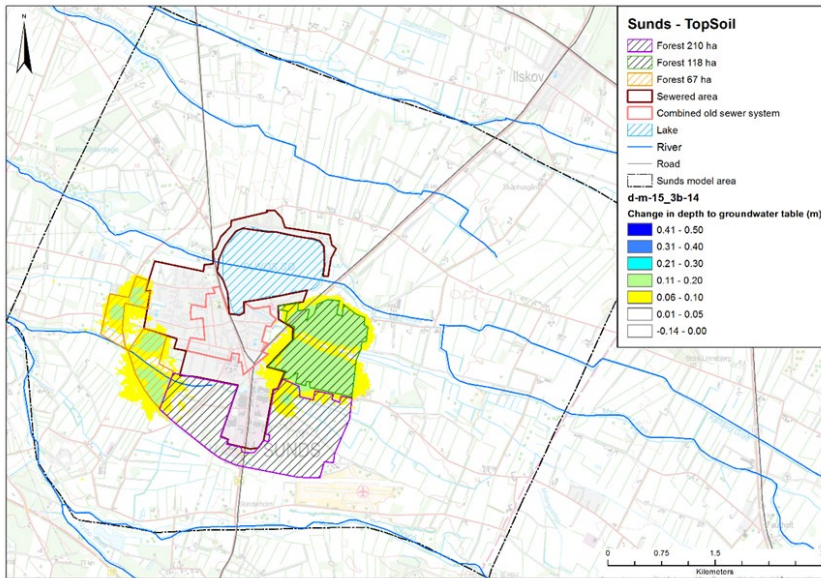 N
Sunds - TopSoil
Forest 210 ha
Forest 118 ha
Forest 67 ha
Sewered area
Combined old sewer system
Lake
River
Road
Sunds model area
d-m-15_3b-14
Change in depth to groundwater table (m)
0.41 - 0.50
0.31 - 0.40
0.21 - 0.30
0.11 - 0.20
0.06 - 0.10
0.01 - 0.05
-0.14 - 0.00
Ilskov
SUNDS
0 0.75 1.5
Kilometers